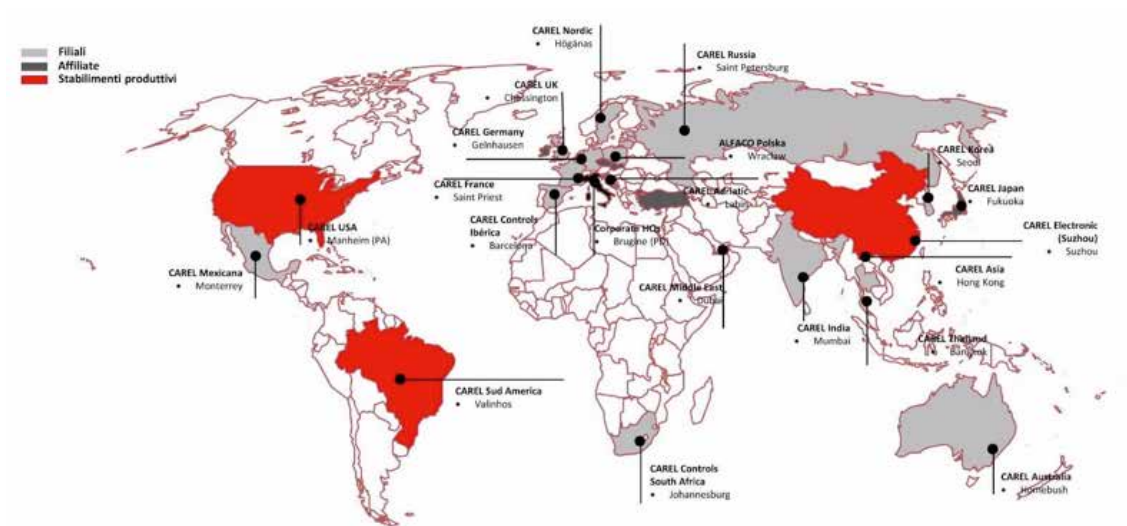 Filiali
Affiliate
Stabilimenti produttivi
CAREL Nordic
• Höganas
CAREL Russia
• Saint Petersburg
CAREL UK
• Chessington
CAREL Germany
• Gelnhausen
ALFACO Polska
• Wracław
CAREL Korea
• Seoul
CAREL France
• Saint Priest
CAREL Adriatic
• Labin
CAREL Japan
• Fukuoka
CAREL USA
• Manheim (PA)
CAREL Controls
Ibérica
• Barcelona
Corporate HQs
• Brugine (PD)
CAREL Electronic
(Suzhou)
• Suzhou
CAREL Mexicana
• Monterrey
CAREL Middle East
• Dubai
CAREL Asia
• Hong Kong
CAREL India
• Mumbai
CAREL Thailand
• Bangkok
CAREL Sud America
• Valinhos
CAREL Controls
South Africa
• Johannesburg
CAREL Australia
• Homebush